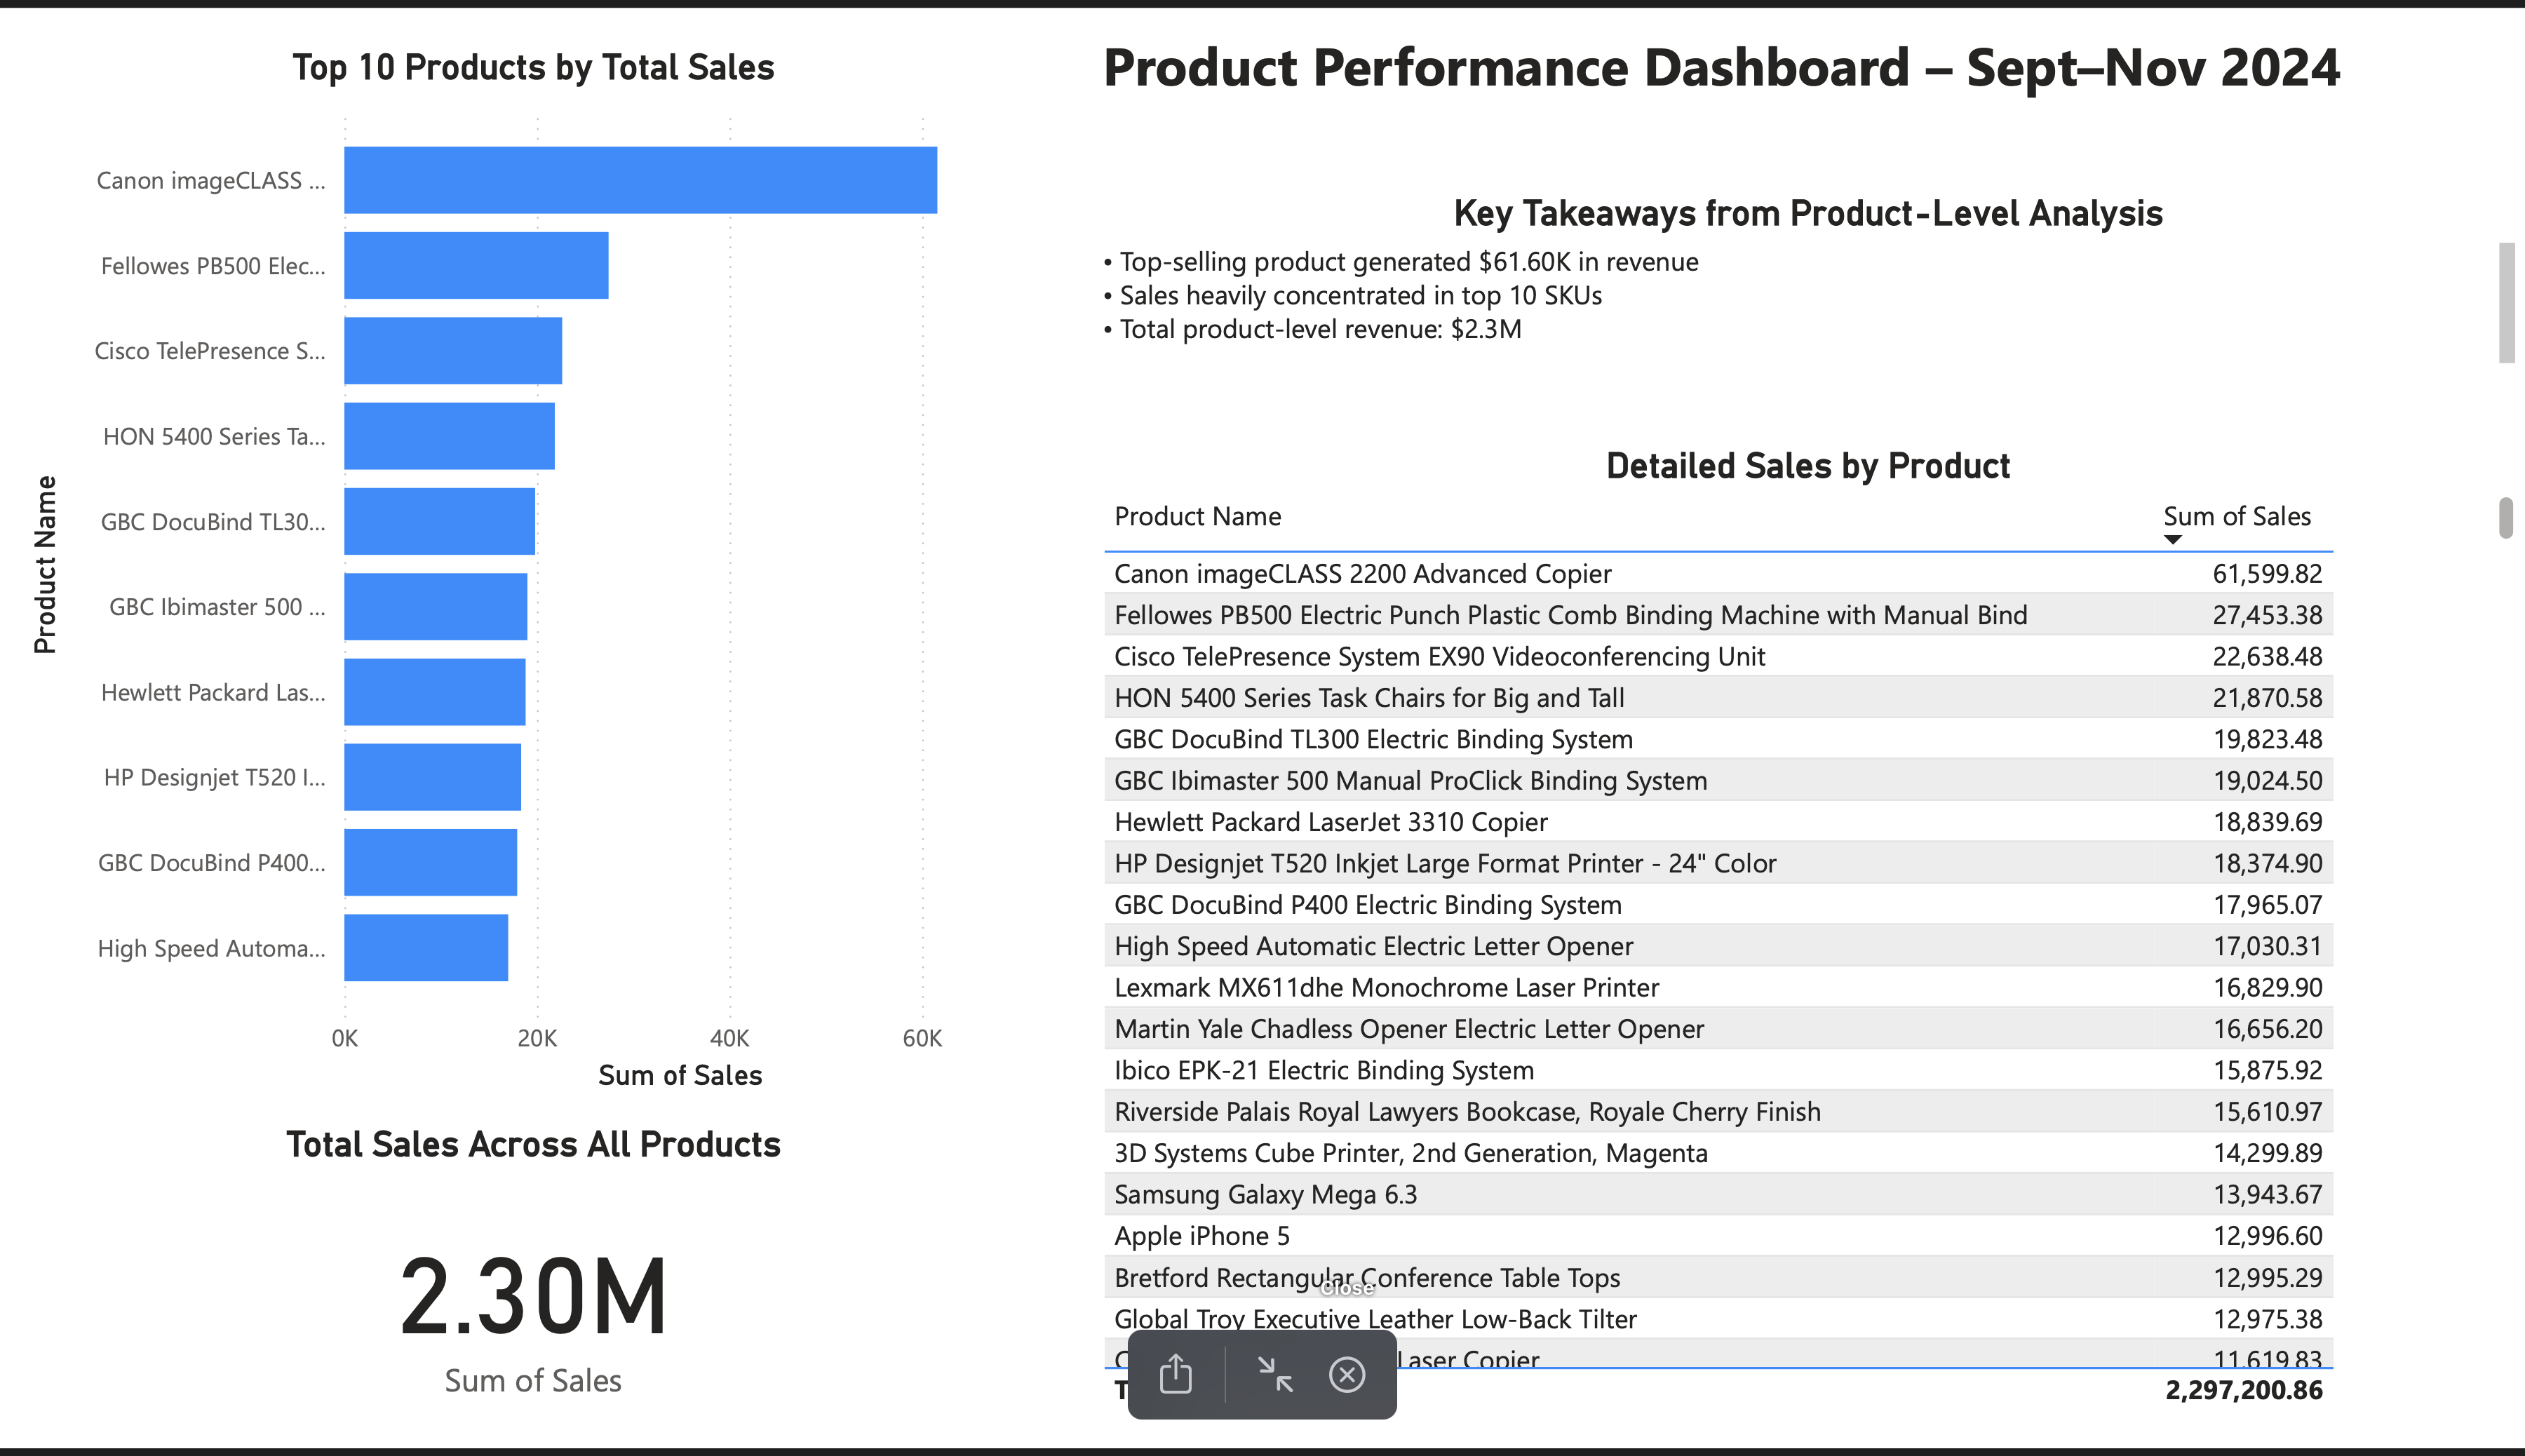 Top 10 Products by Total Sales
Product Name
Canon imageCLASS ...
Fellowes PB500 Elec...
Cisco TelePresence S...
HON 5400 Series Ta...
GBC DocuBind TL30...
GBC Ibimaster 500 ...
Hewlett Packard Las...
HP Designjet T520 I...
GBC DocuBind P400...
High Speed Automa...
0K 20K 40K 60K
Sum of Sales
Total Sales Across All Products
2.30M
Sum of Sales
Product Performance Dashboard – Sept–Nov 2024
Key Takeaways from Product-Level Analysis
• Top-selling product generated $61.60K in revenue
• Sales heavily concentrated in top 10 SKUs
• Total product-level revenue: $2.3M
Detailed Sales by Product
Product Name Sum of Sales
Canon imageCLASS 2200 Advanced Copier 61,599.82
Fellowes PB500 Electric Punch Plastic Comb Binding Machine with Manual Bind 27,453.38
Cisco TelePresence System EX90 Videoconferencing Unit 22,638.48
HON 5400 Series Task Chairs for Big and Tall 21,870.58
GBC DocuBind TL300 Electric Binding System 19,823.48
GBC Ibimaster 500 Manual ProClick Binding System 19,024.50
Hewlett Packard LaserJet 3310 Copier 18,839.69
HP Designjet T520 Inkjet Large Format Printer - 24" Color 18,374.90
GBC DocuBind P400 Electric Binding System 17,965.07
High Speed Automatic Electric Letter Opener 17,030.31
Lexmark MX611dhe Monochrome Laser Printer 16,829.90
Martin Yale Chadless Opener Electric Letter Opener 16,656.20
Ibico EPK-21 Electric Binding System 15,875.92
Riverside Palais Royal Lawyers Bookcase, Royale Cherry Finish 15,610.97
3D Systems Cube Printer, 2nd Generation, Magenta 14,299.89
Samsung Galaxy Mega 6.3 13,943.67
Apple iPhone 5 12,996.60
Bretford Rectangular Conference Table Tops 12,995.29
Close
Global Troy Executive Leather Low-Back Tilter 12,975.38
Laser Copier 11,619.83
2,297,200.86